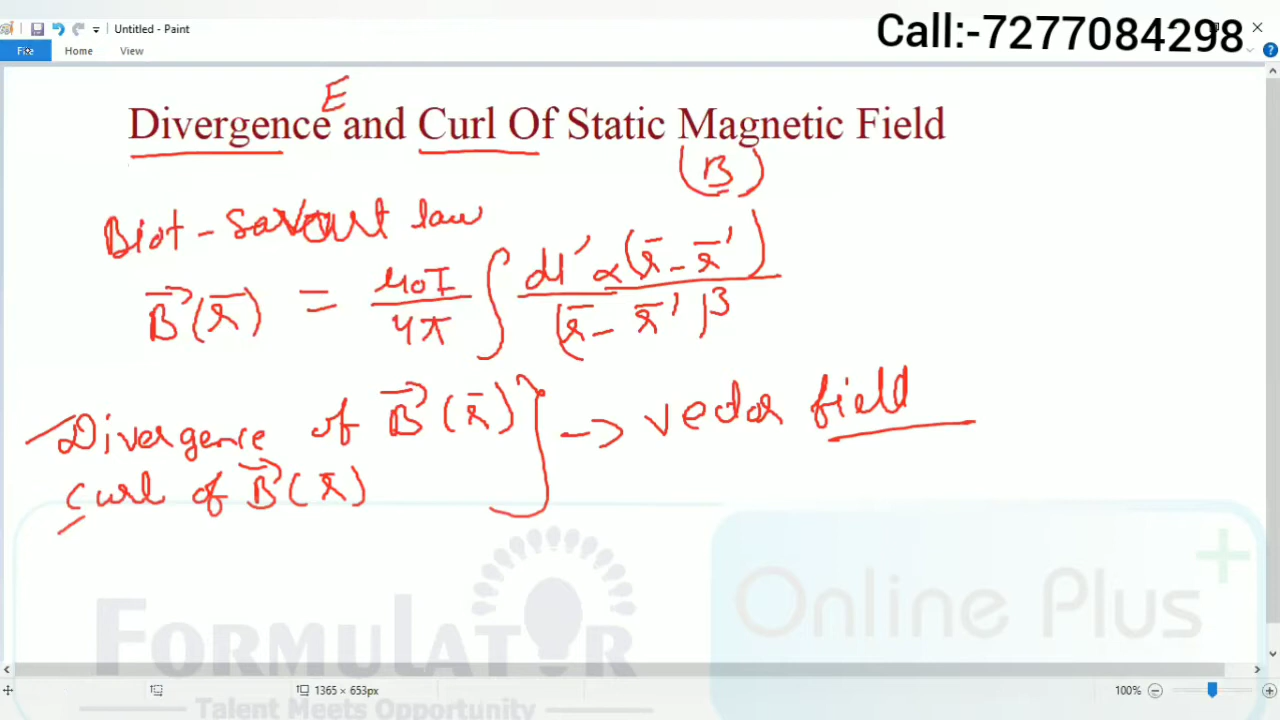 Untitled - Paint
Call:-7277084298
File Home View
E
Divergence and Curl Of Static Magnetic Field
(B)
Biot - Savart law
B⃗(r̄) = μ0I/4π ∫ dl′ × (r̄ - r̄′)/(r̄ - r̄′)³
Divergence of B⃗(r̄) } → vector field
Curl of B⃗(r̄)
Online Plus+
FORMULATOR
Talent Meets Opportunity
1365 × 653px
100%